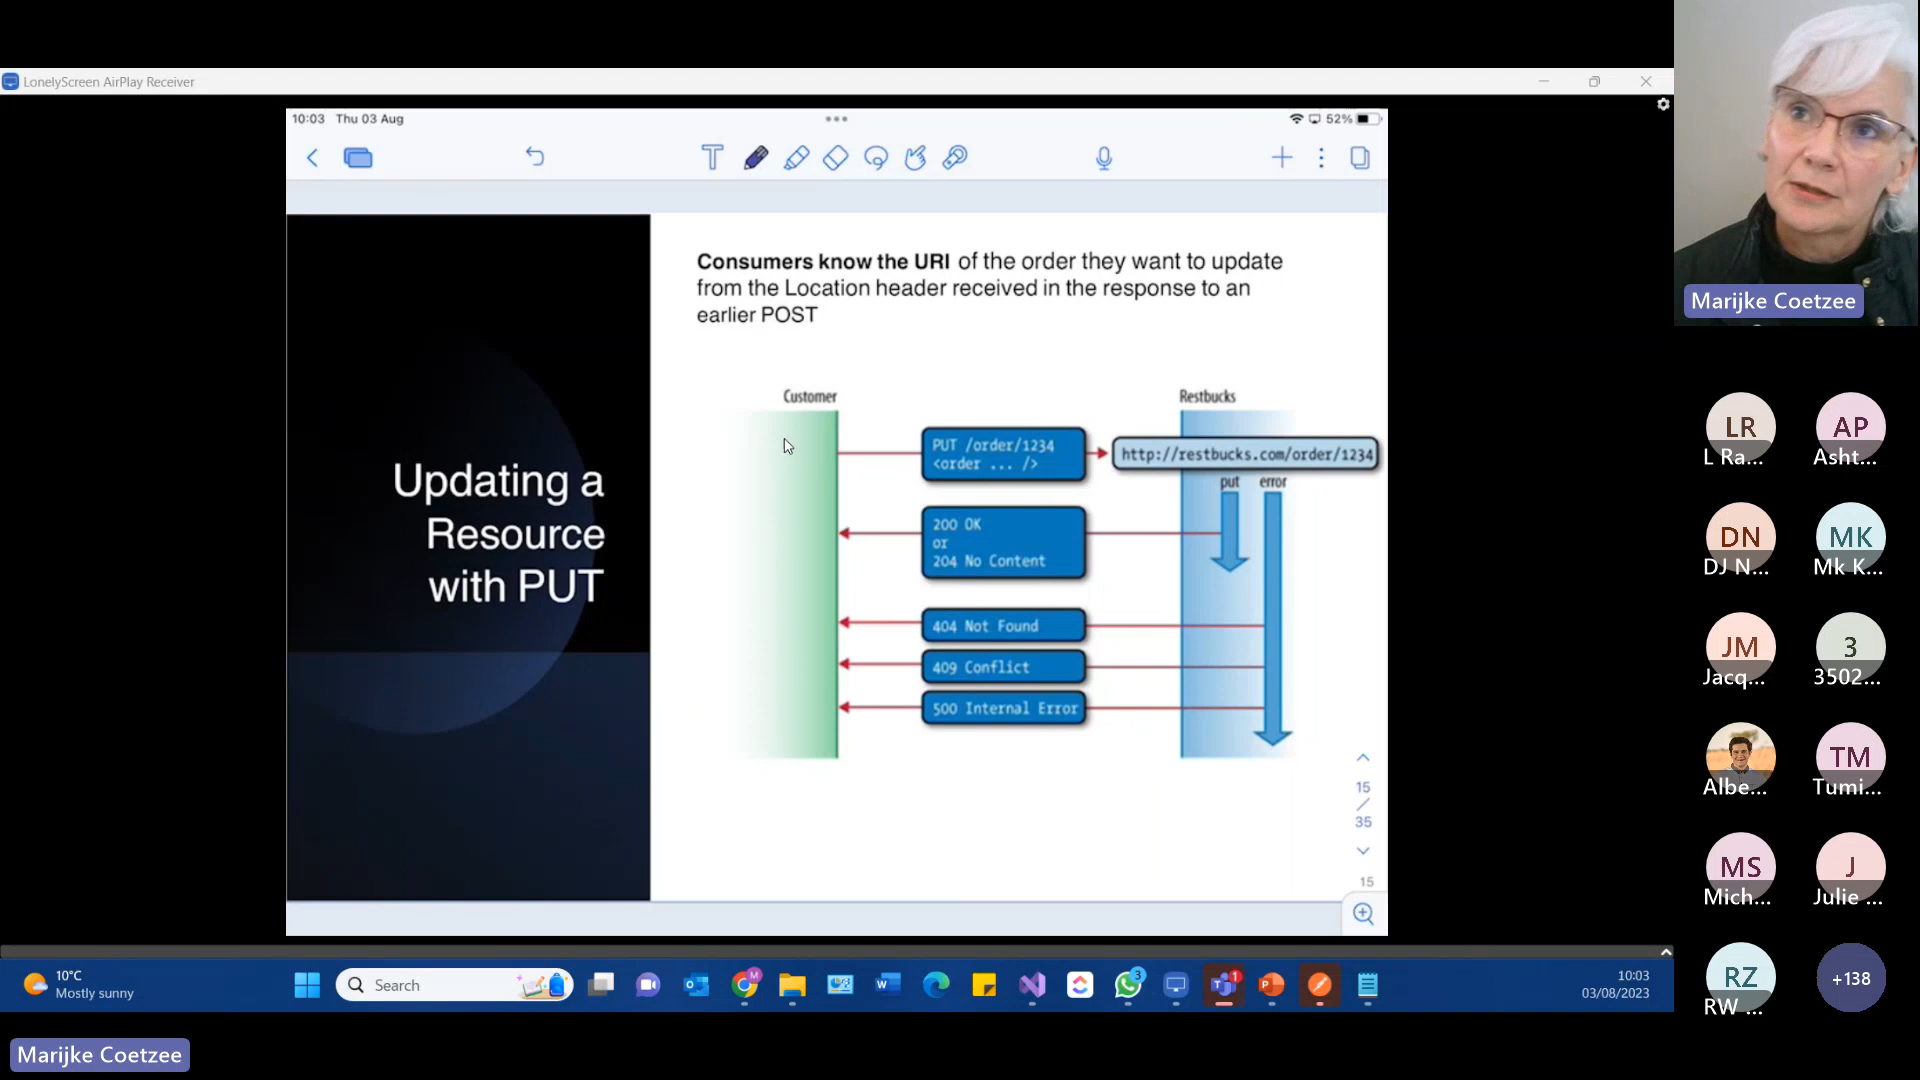 LonelyScreen AirPlay Receiver
10:03 Thu 03 Aug
52%
Updating a
Resource
with PUT
Consumers know the URI of the order they want to update
from the Location header received in the response to an
earlier POST
Customer
Restbucks
PUT /order/1234
<order ... />
http://restbucks.com/order/1234
put error
200 OK
or
204 No Content
404 Not Found
409 Conflict
500 Internal Error
15
/
35
15
Marijke Coetzee
LR
L Ra...
AP
Asht...
DN
DJ N...
MK
Mk K...
JM
Jacq...
3
3502...
Albe...
TM
Tumi...
MS
Mich...
J
Julie ...
RZ
RW ...
+138
10°C
Mostly sunny
Search
M
3
1
10:03
03/08/2023
Marijke Coetzee